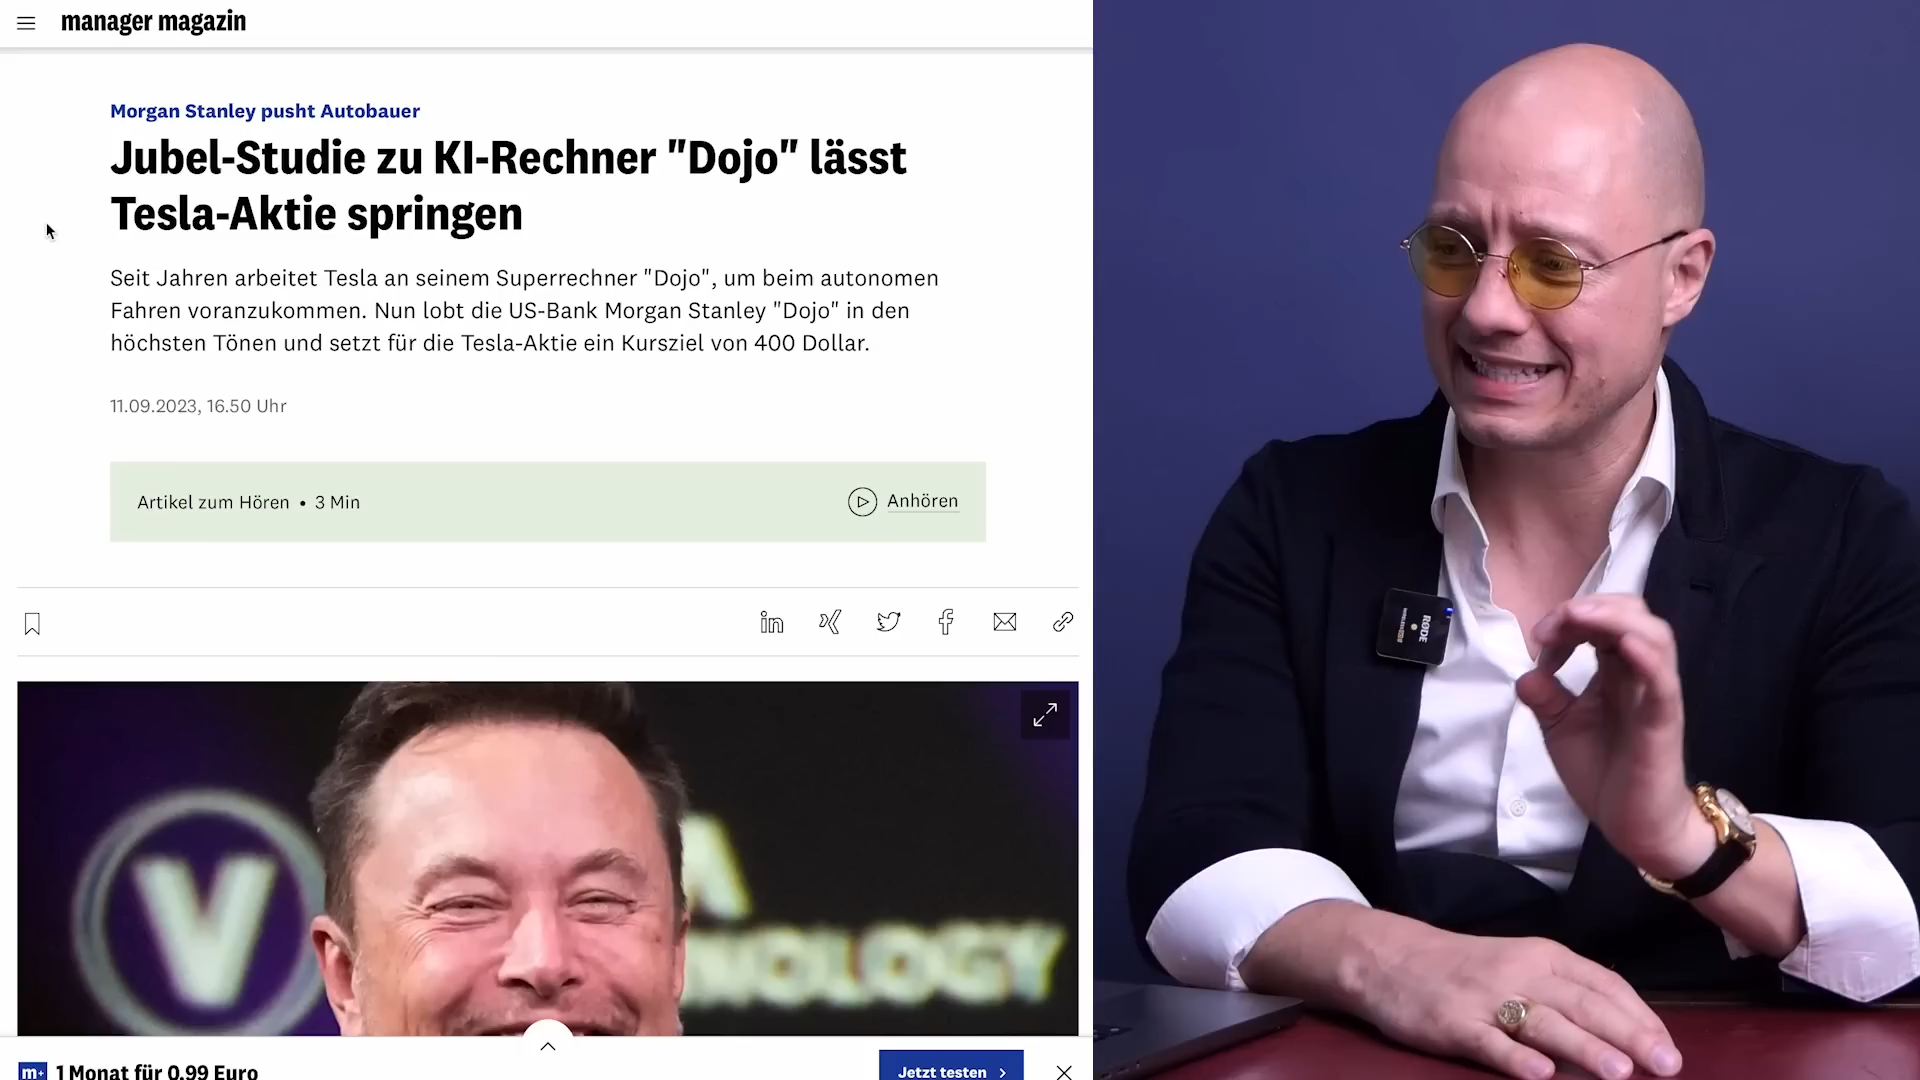 manager magazin
Morgan Stanley pusht Autobauer
Jubel-Studie zu KI-Rechner "Dojo" lässt
Tesla-Aktie springen
Seit Jahren arbeitet Tesla an seinem Superrechner "Dojo", um beim autonomen
Fahren voranzukommen. Nun lobt die US-Bank Morgan Stanley "Dojo" in den
höchsten Tönen und setzt für die Tesla-Aktie ein Kursziel von 400 Dollar.
11.09.2023, 16.50 Uhr
Artikel zum Hören • 3 Min
Anhören
in
V
A
NOLOGY
m+ 1 Monat für 0,99 Euro
Jetzt testen
RØDE